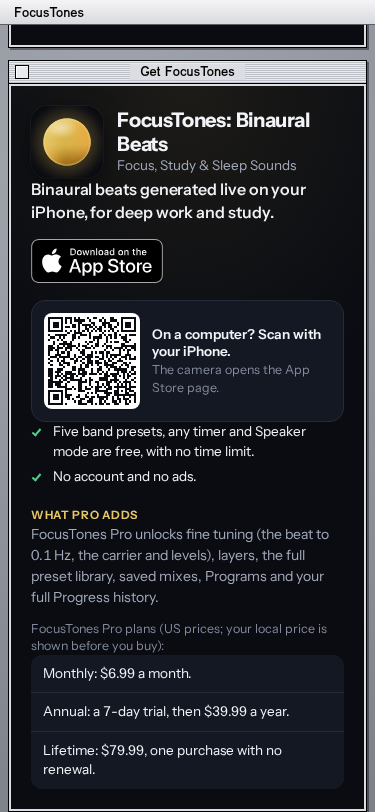 FocusTones
Get FocusTones
FocusTones: Binaural
Beats
Focus, Study & Sleep Sounds
Binaural beats generated live on your
iPhone, for deep work and study.
Download on the
App Store
On a computer? Scan with
your iPhone.
The camera opens the App
Store page.
Five band presets, any timer and Speaker
mode are free, with no time limit.
No account and no ads.
WHAT PRO ADDS
FocusTones Pro unlocks fine tuning (the beat to
0.1 Hz, the carrier and levels), layers, the full
preset library, saved mixes, Programs and your
full Progress history.
FocusTones Pro plans (US prices; your local price is
shown before you buy):
Monthly: $6.99 a month.
Annual: a 7-day trial, then $39.99 a year.
Lifetime: $79.99, one purchase with no
renewal.